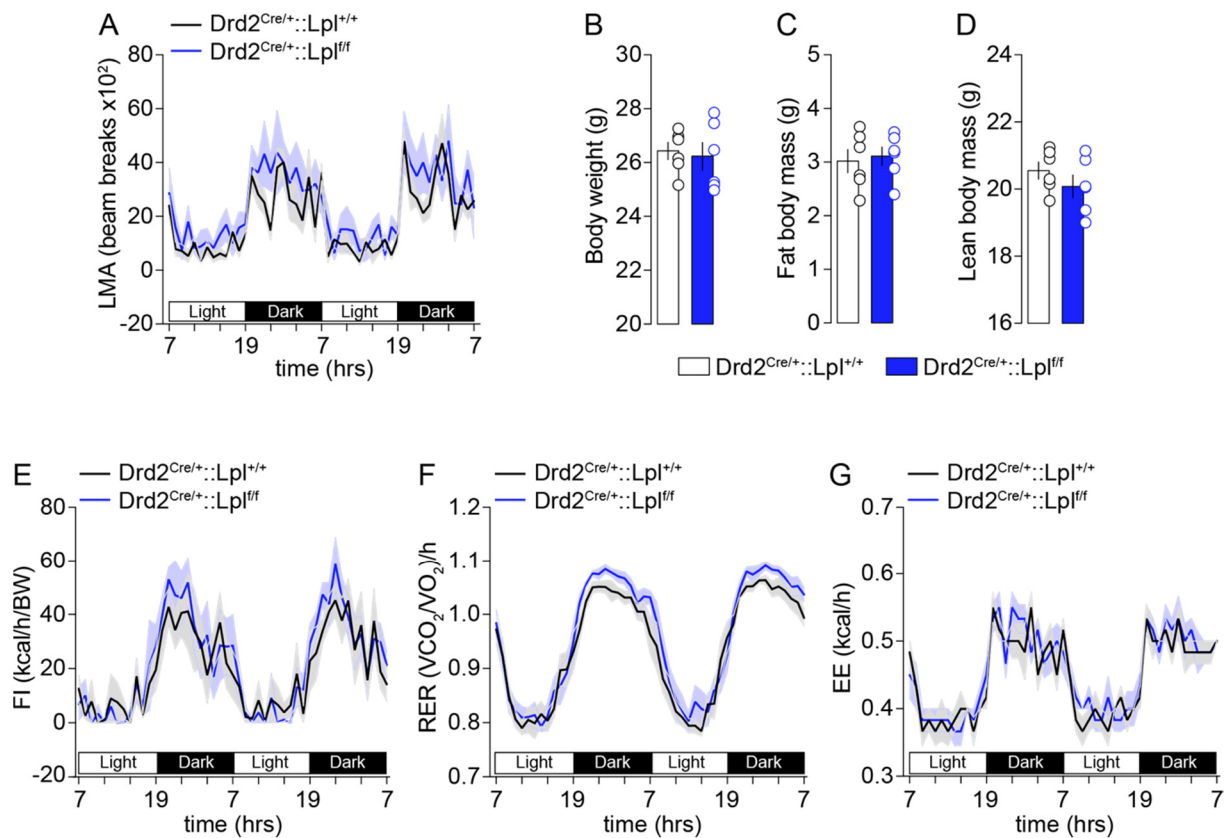 A
Drd2Cre/+::Lpl+/+
Drd2Cre/+::Lplf/f
LMA (beam breaks x102)
80
60
40
20
0
-20
Light Dark Light Dark
7 19 7 19 7
time (hrs)
B
Body weight (g)
30
28
26
24
22
20
C
Fat body mass (g)
5
4
3
2
1
0
D
Lean body mass (g)
24
22
20
18
16
Drd2Cre/+::Lpl+/+ Drd2Cre/+::Lplf/f
E
Drd2Cre/+::Lpl+/+
Drd2Cre/+::Lplf/f
FI (kcal/h/BW)
80
60
40
20
0
-20
Light Dark Light Dark
7 19 7 19 7
time (hrs)
F
Drd2Cre/+::Lpl+/+
Drd2Cre/+::Lplf/f
RER (VCO2/VO2)/h
1.2
1.1
1.0
0.9
0.8
0.7
Light Dark Light Dark
7 19 7 19 7
time (hrs)
G
Drd2Cre/+::Lpl+/+
Drd2Cre/+::Lplf/f
EE (kcal/h)
0.7
0.6
0.5
0.4
0.3
Light Dark Light Dark
7 19 7 19 7
time (hrs)